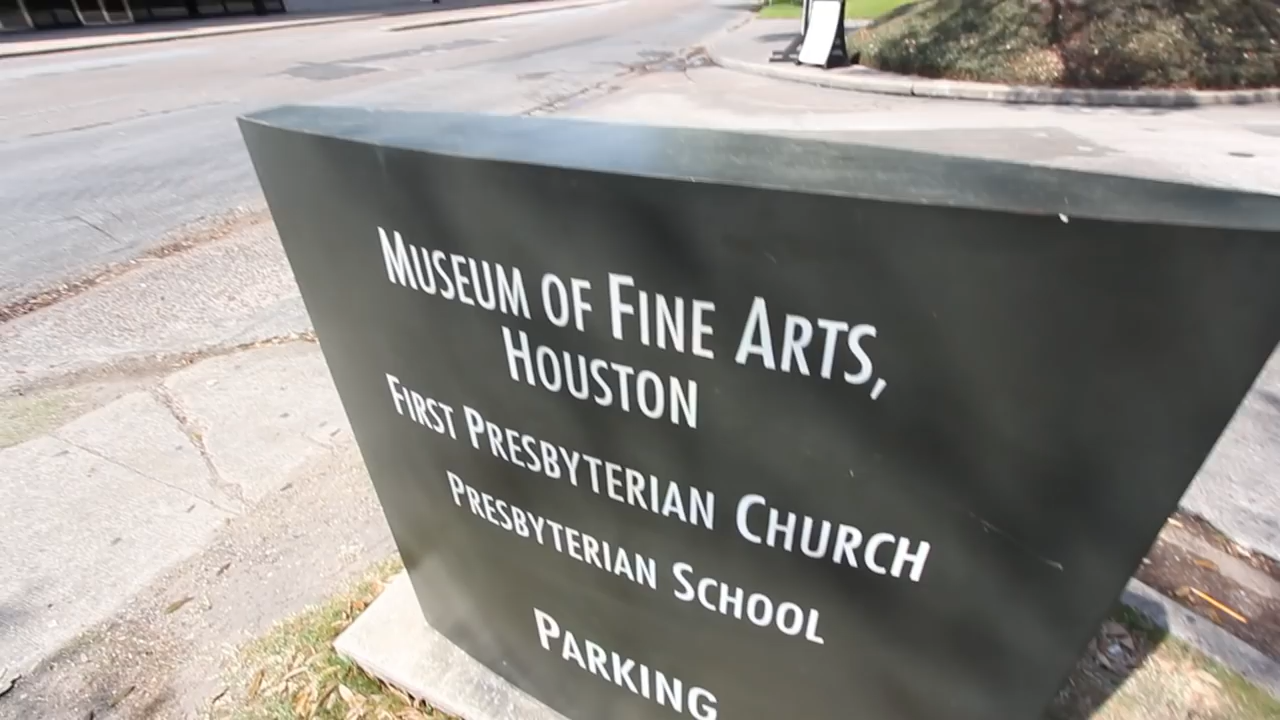 Museum of Fine Arts,
Houston
First Presbyterian Church
Presbyterian School
Parking